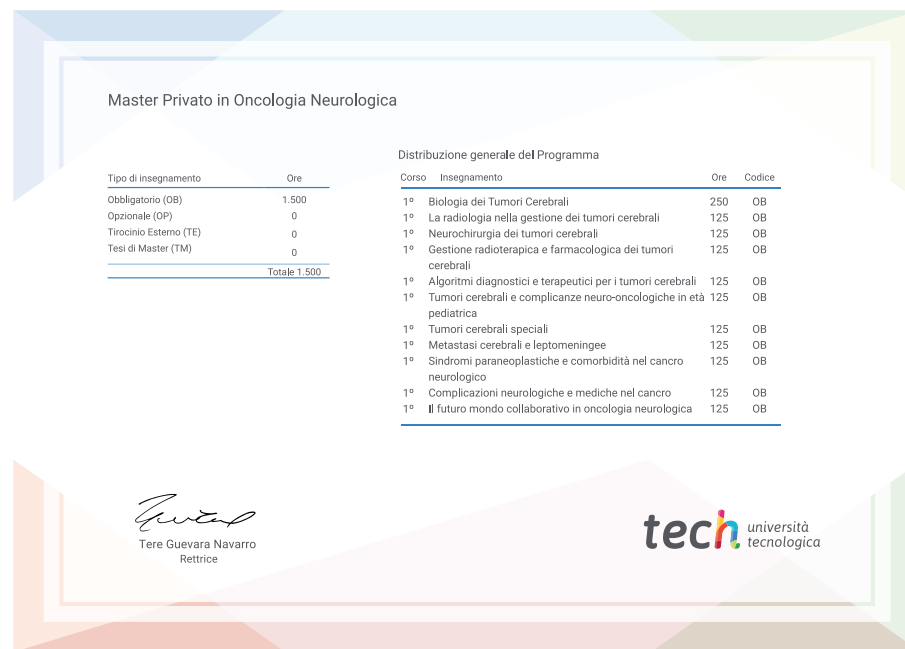 Master Privato in Oncologia Neurologica
Tipo di insegnamento Ore
Obbligatorio (OB) 1.500
Opzionale (OP) 0
Tirocinio Esterno (TE) 0
Tesi di Master (TM) 0
Totale 1.500
Distribuzione generale del Programma
Corso Insegnamento Ore Codice
1º Biologia dei Tumori Cerebrali 250 OB
1º La radiologia nella gestione dei tumori cerebrali 125 OB
1º Neurochirurgia dei tumori cerebrali 125 OB
1º Gestione radioterapica e farmacologica dei tumori 125 OB
cerebrali
1º Algoritmi diagnostici e terapeutici per i tumori cerebrali 125 OB
1º Tumori cerebrali e complicanze neuro-oncologiche in età 125 OB
pediatrica
1º Tumori cerebrali speciali 125 OB
1º Metastasi cerebrali e leptomeningee 125 OB
1º Sindromi paraneoplastiche e comorbidità nel cancro 125 OB
neurologico
1º Complicazioni neurologiche e mediche nel cancro 125 OB
1º Il futuro mondo collaborativo in oncologia neurologica 125 OB
Tere Guevara Navarro
Rettrice
tech università
tecnologica